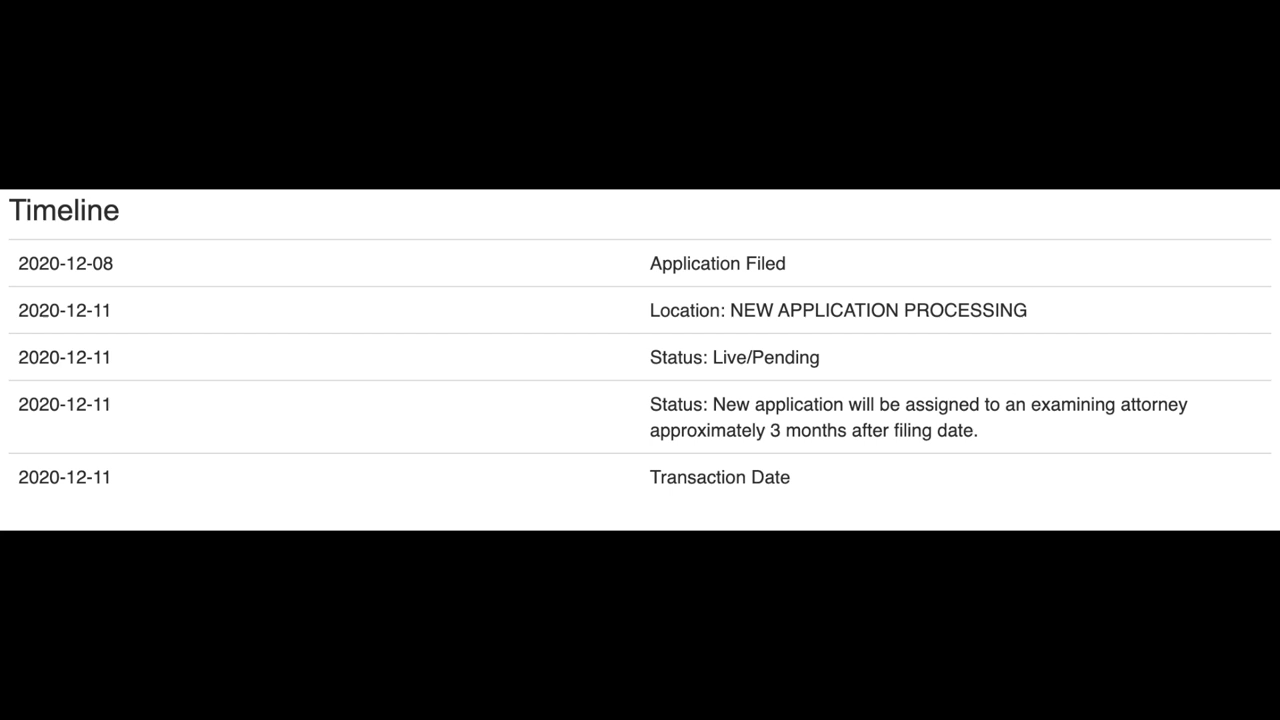 Timeline
2020-12-08 Application Filed
2020-12-11 Location: NEW APPLICATION PROCESSING
2020-12-11 Status: Live/Pending
2020-12-11 Status: New application will be assigned to an examining attorney
approximately 3 months after filing date.
2020-12-11 Transaction Date